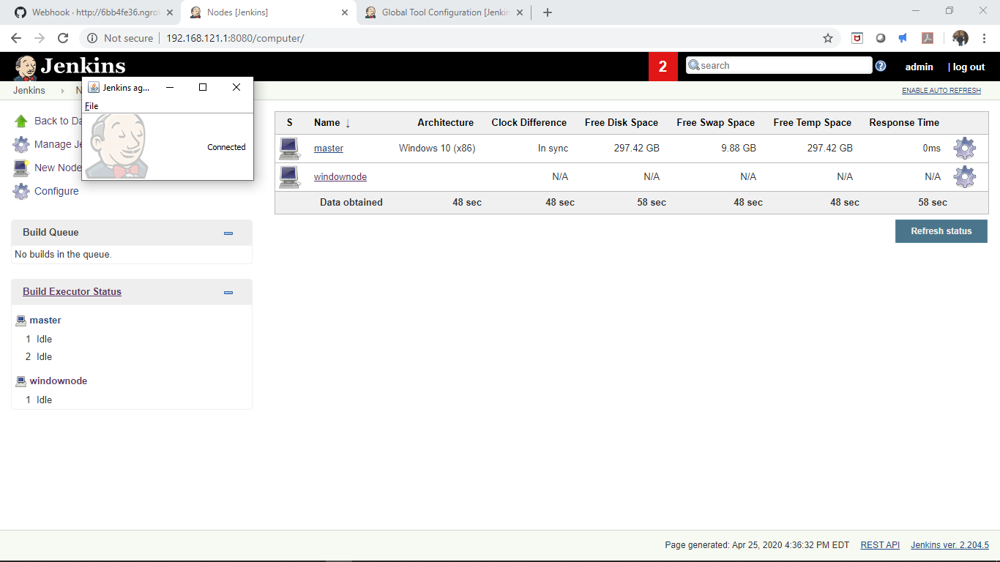 Webhook · http://6bb4fe36.ngro
Nodes [Jenkins]
Global Tool Configuration [Jenkin
Not secure
192.168.121.1:8080/computer/
Jenkins
2
search
admin
| log out
Jenkins
N
ENABLE AUTO REFRESH
Jenkins ag...
File
Connected
Back to Da
Manage Je
New Node
Configure
S Name ↓ Architecture Clock Difference Free Disk Space Free Swap Space Free Temp Space Response Time
master Windows 10 (x86) In sync 297.42 GB 9.88 GB 297.42 GB 0ms
windownode N/A N/A N/A N/A N/A
Data obtained 48 sec 48 sec 58 sec 48 sec 48 sec 58 sec
Refresh status
Build Queue
No builds in the queue.
Build Executor Status
master
1 Idle
2 Idle
windownode
1 Idle
Page generated: Apr 25, 2020 4:36:32 PM EDT REST API Jenkins ver. 2.204.5